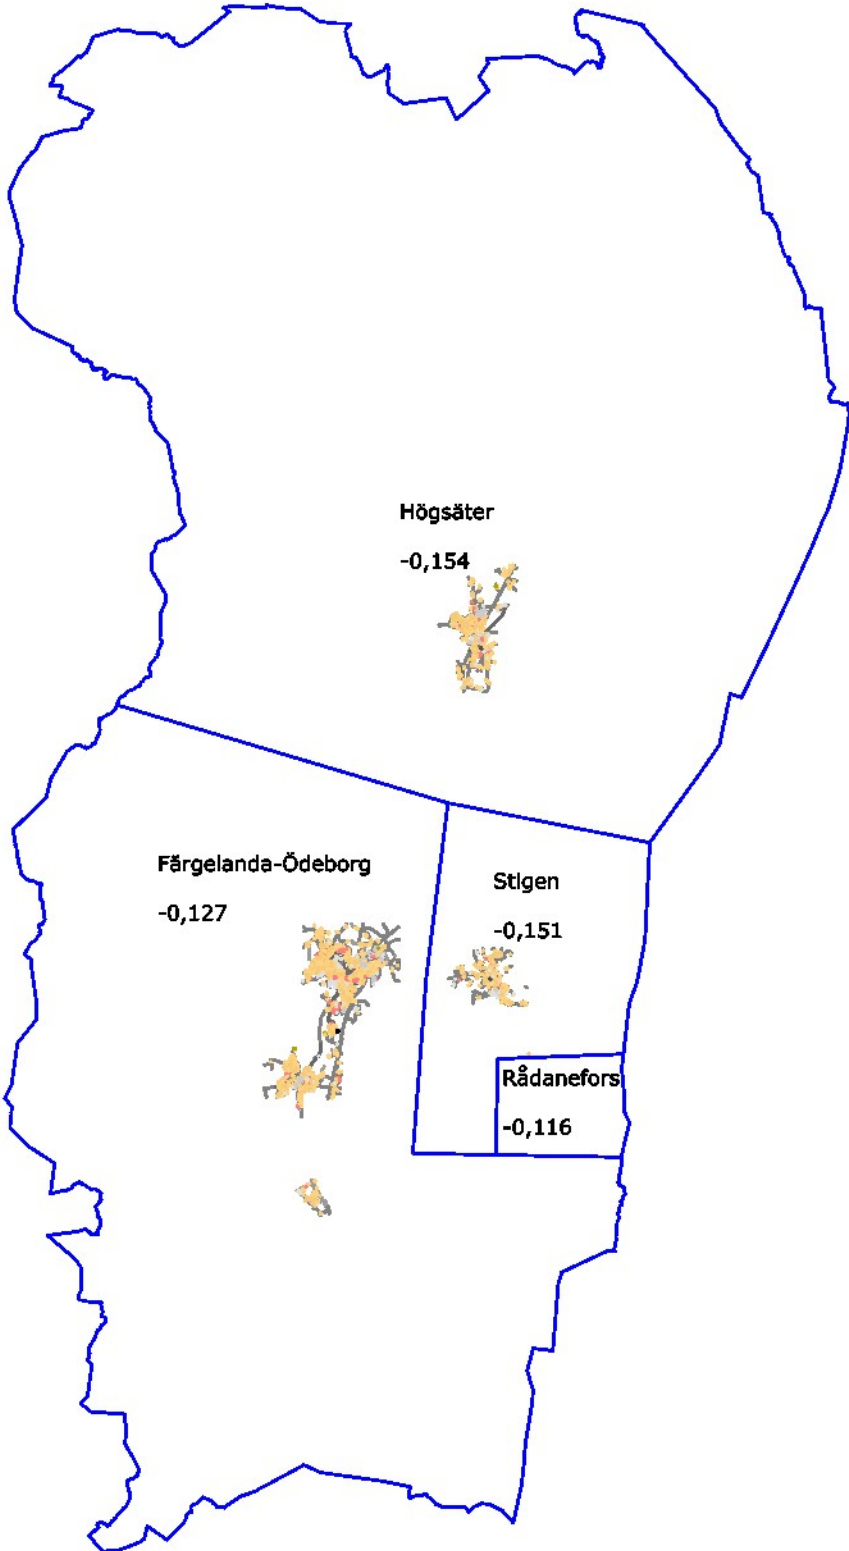 Högsäter
-0,154
Färgelanda-Ödeborg
-0,127
Stigen
-0,151
Rådanefors
-0,116